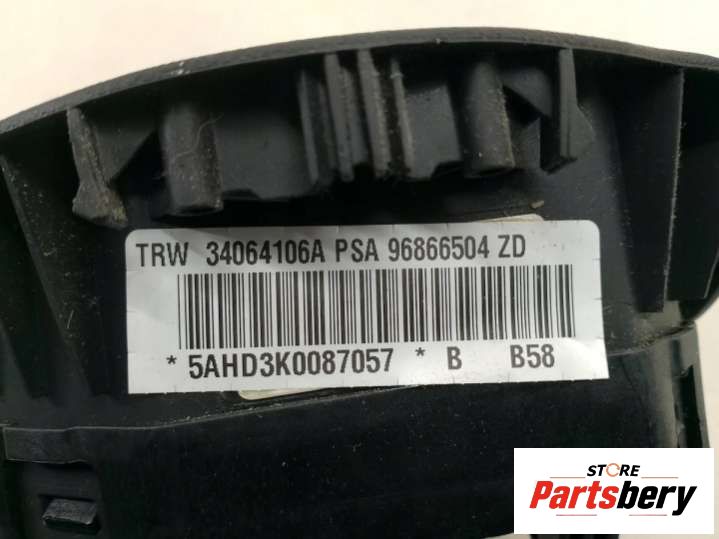 TRW 34064106A PSA 96866504 ZD
* 5AHD3K0087057 * B B58
STORE
Partsbery